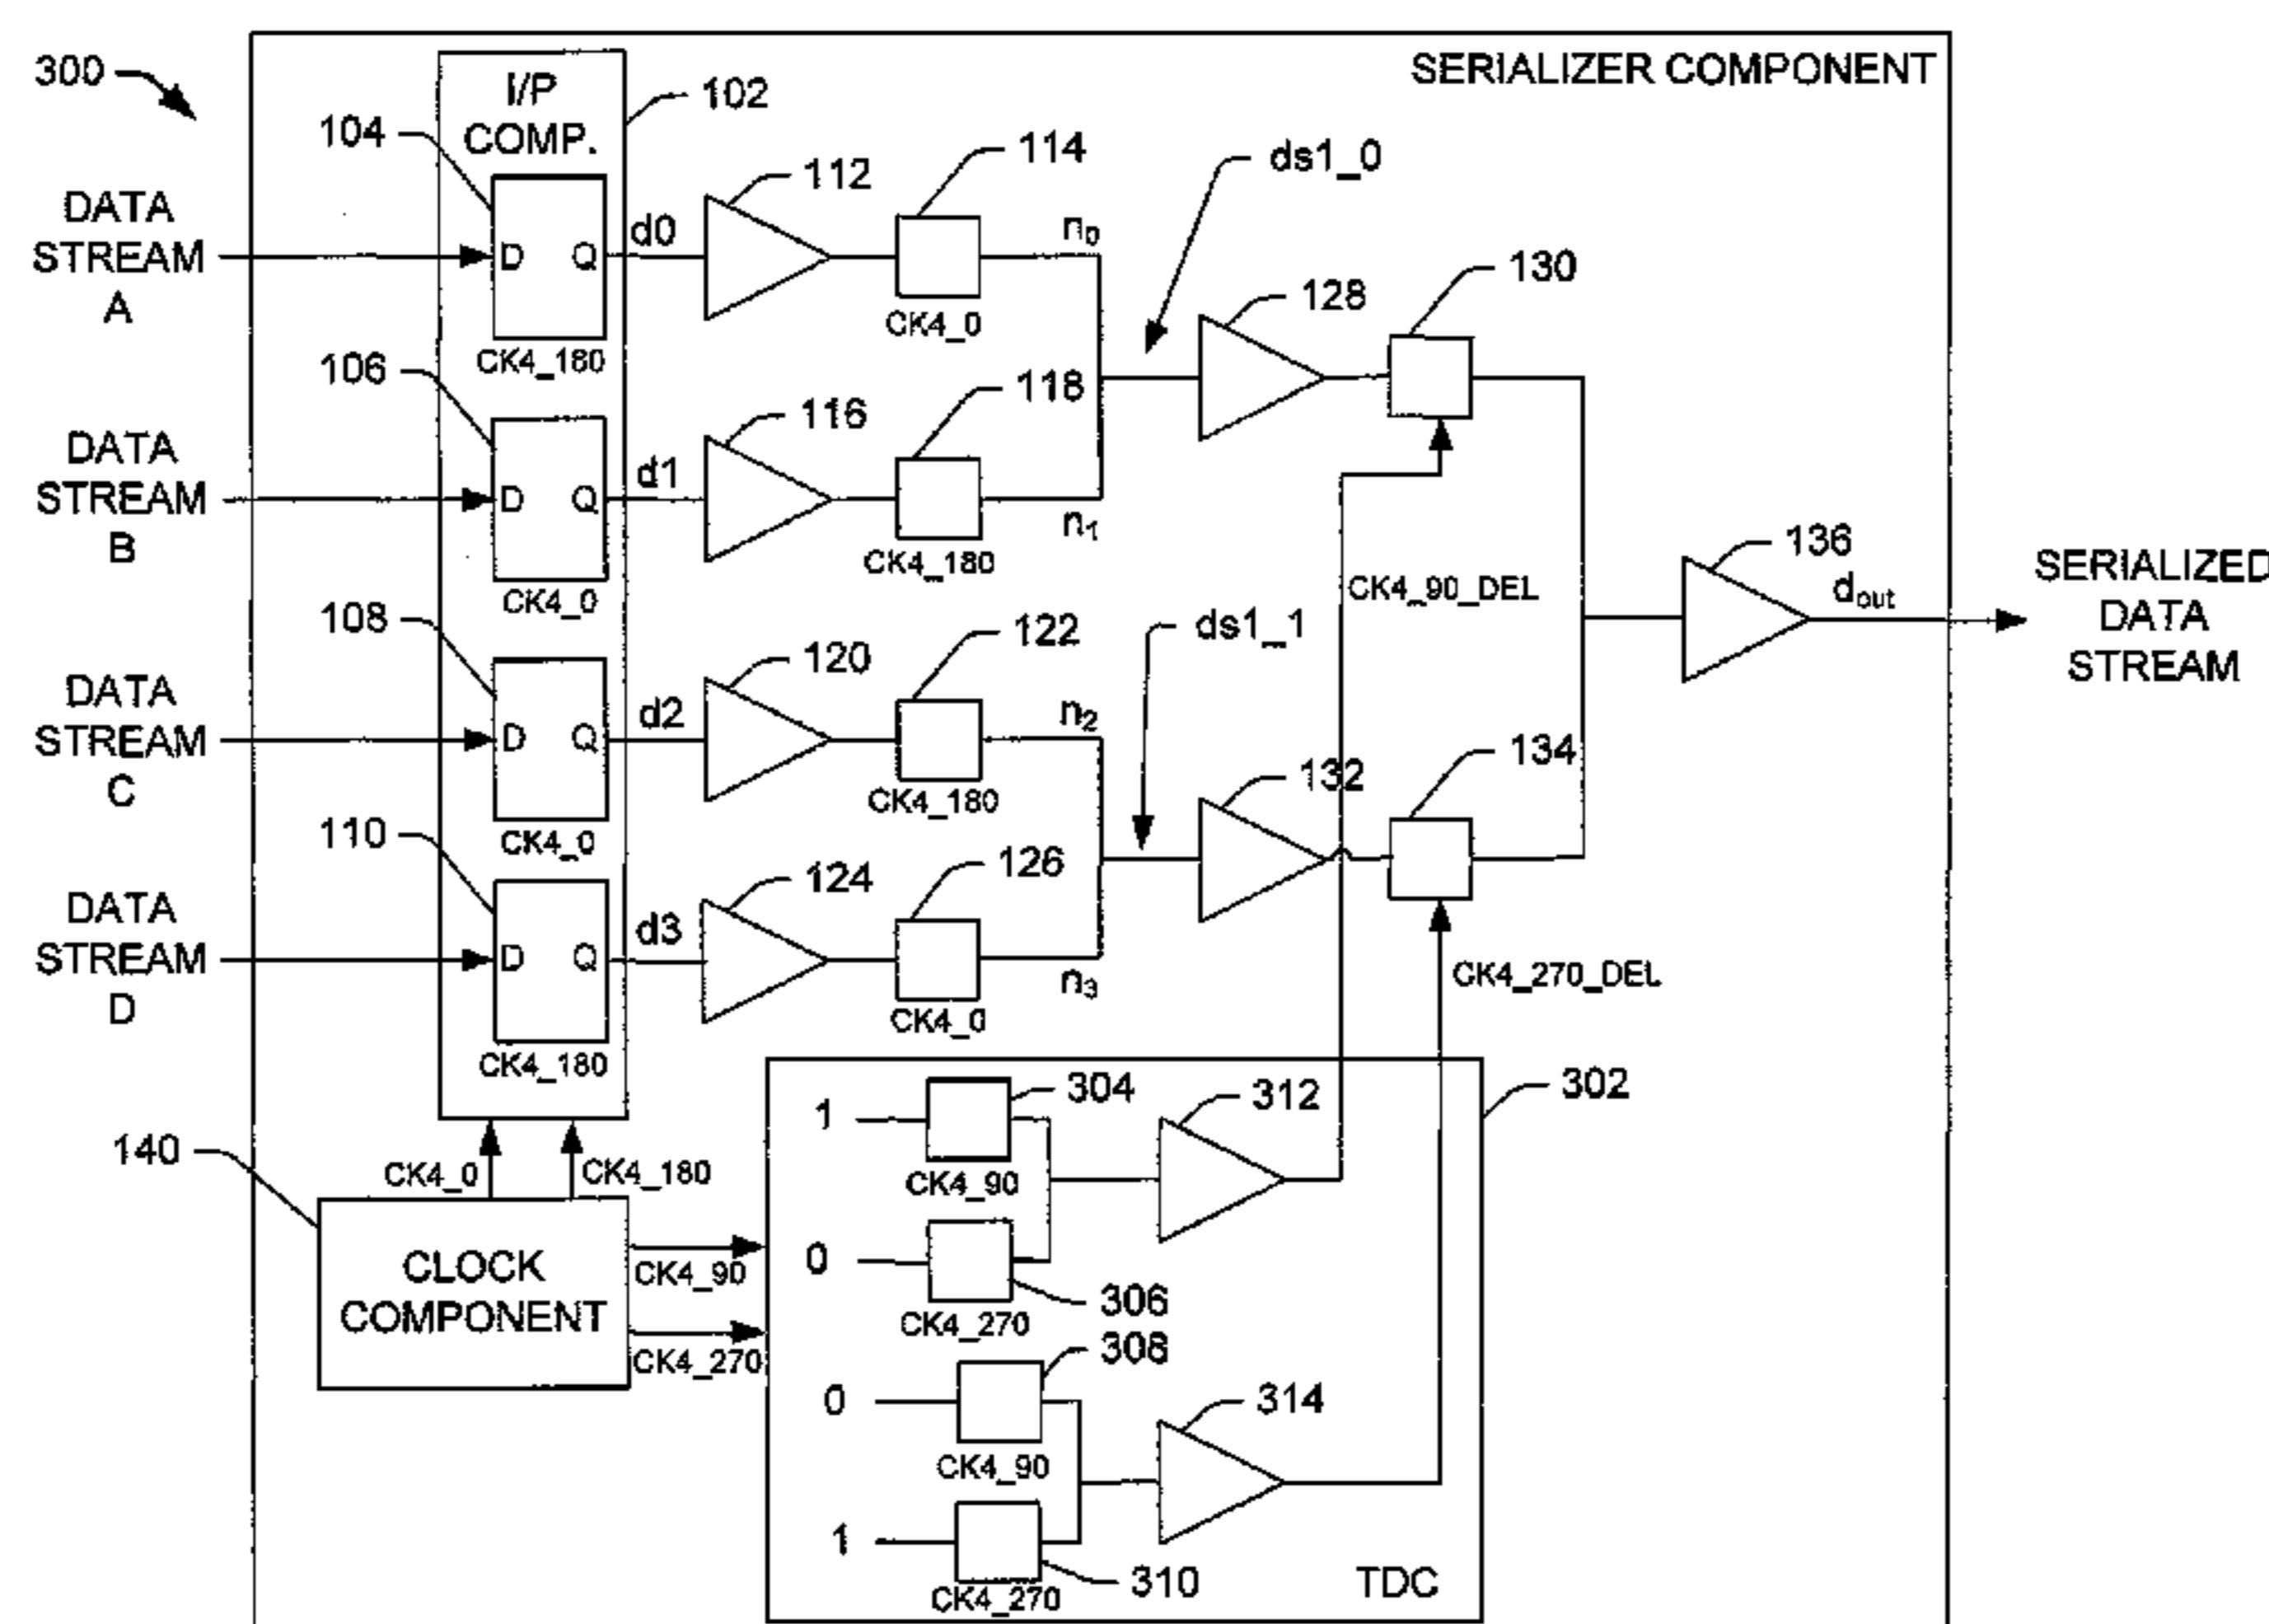 300
SERIALIZER COMPONENT
I/P
COMP.
102
104
DATA
STREAM
A
D
Q
CK4_180
d0
112
114
CK4_0
n0
ds1_0
106
DATA
STREAM
B
D
Q
CK4_0
d1
116
118
CK4_180
n1
128
130
108
DATA
STREAM
C
D
Q
CK4_0
d2
120
122
CK4_180
n2
ds1_1
CK4_90_DEL
136
dout
SERIALIZED
DATA
STREAM
110
DATA
STREAM
D
D
Q
CK4_180
d3
124
126
CK4_0
n3
132
134
CK4_270_DEL
140
CK4_0
CK4_180
CLOCK
COMPONENT
CK4_90
CK4_270
302
1
304
CK4_90
312
0
306
CK4_270
0
308
CK4_90
314
1
310
CK4_270
TDC